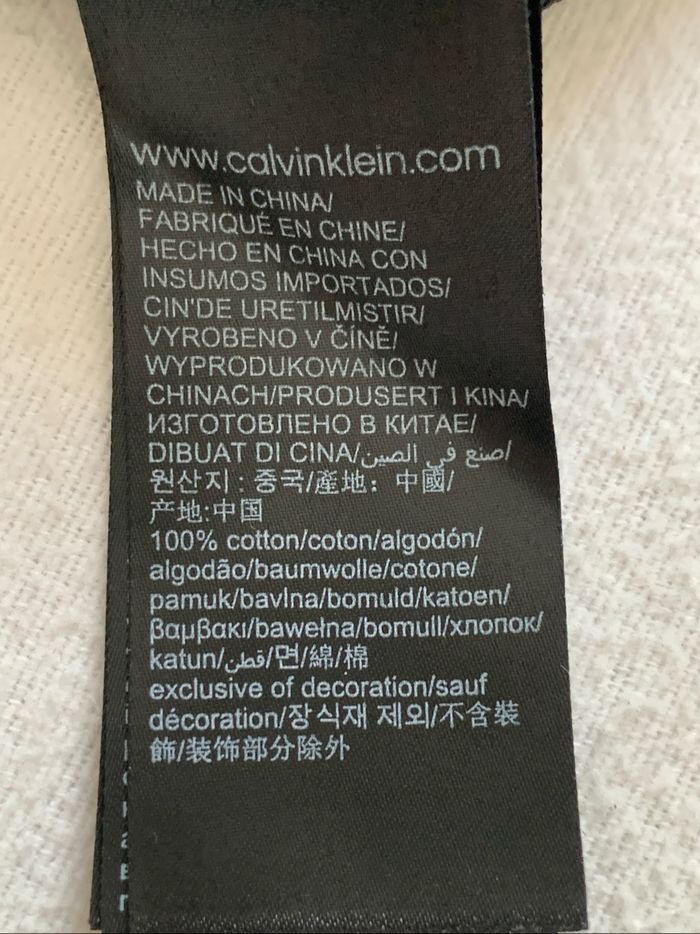 www.calvinklein.com
MADE IN CHINA/
FABRIQUÉ EN CHINE/
HECHO EN CHINA CON
INSUMOS IMPORTADOS/
CIN'DE URETILMISTIR/
VYROBENO V ČÍNĚ/
WYPRODUKOWANO W
CHINACH/PRODUSERT I KINA/
ИЗГОТОВЛЕНО В КИТАЕ/
DIBUAT DI CINA/صنع في الصين/
원산지 : 중국/產地：中國/
产地:中国
100% cotton/coton/algodón/
algodão/baumwolle/cotone/
pamuk/bavlna/bomuld/katoen/
βαμβακι/bawełna/bomull/хлопок/
katun/قطن/면/綿/棉
exclusive of decoration/sauf
décoration/장식재 제외/不含裝
飾/装饰部分除外